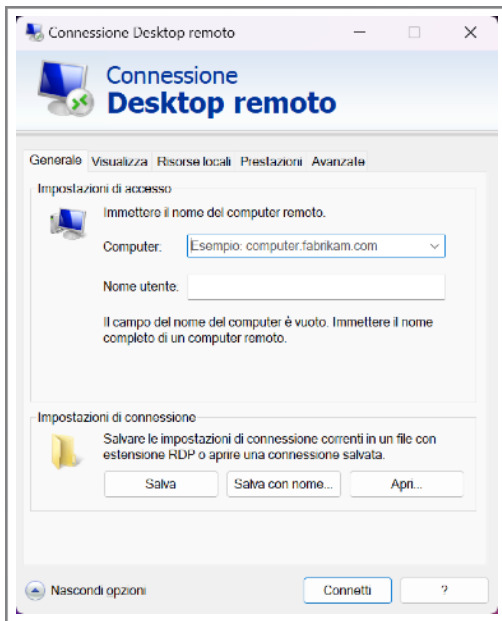 Connessione Desktop remoto
Connessione
Desktop remoto
Generale Visualizza Risorse locali Prestazioni Avanzate
Impostazioni di accesso
Immettere il nome del computer remoto.
Computer: Esempio: computer.fabrikam.com
Nome utente:
Il campo del nome del computer è vuoto. Immettere il nome
completo di un computer remoto.
Impostazioni di connessione
Salvare le impostazioni di connessione correnti in un file con
estensione RDP o aprire una connessione salvata.
Salva Salva con nome... Apri...
Nascondi opzioni Connetti ?